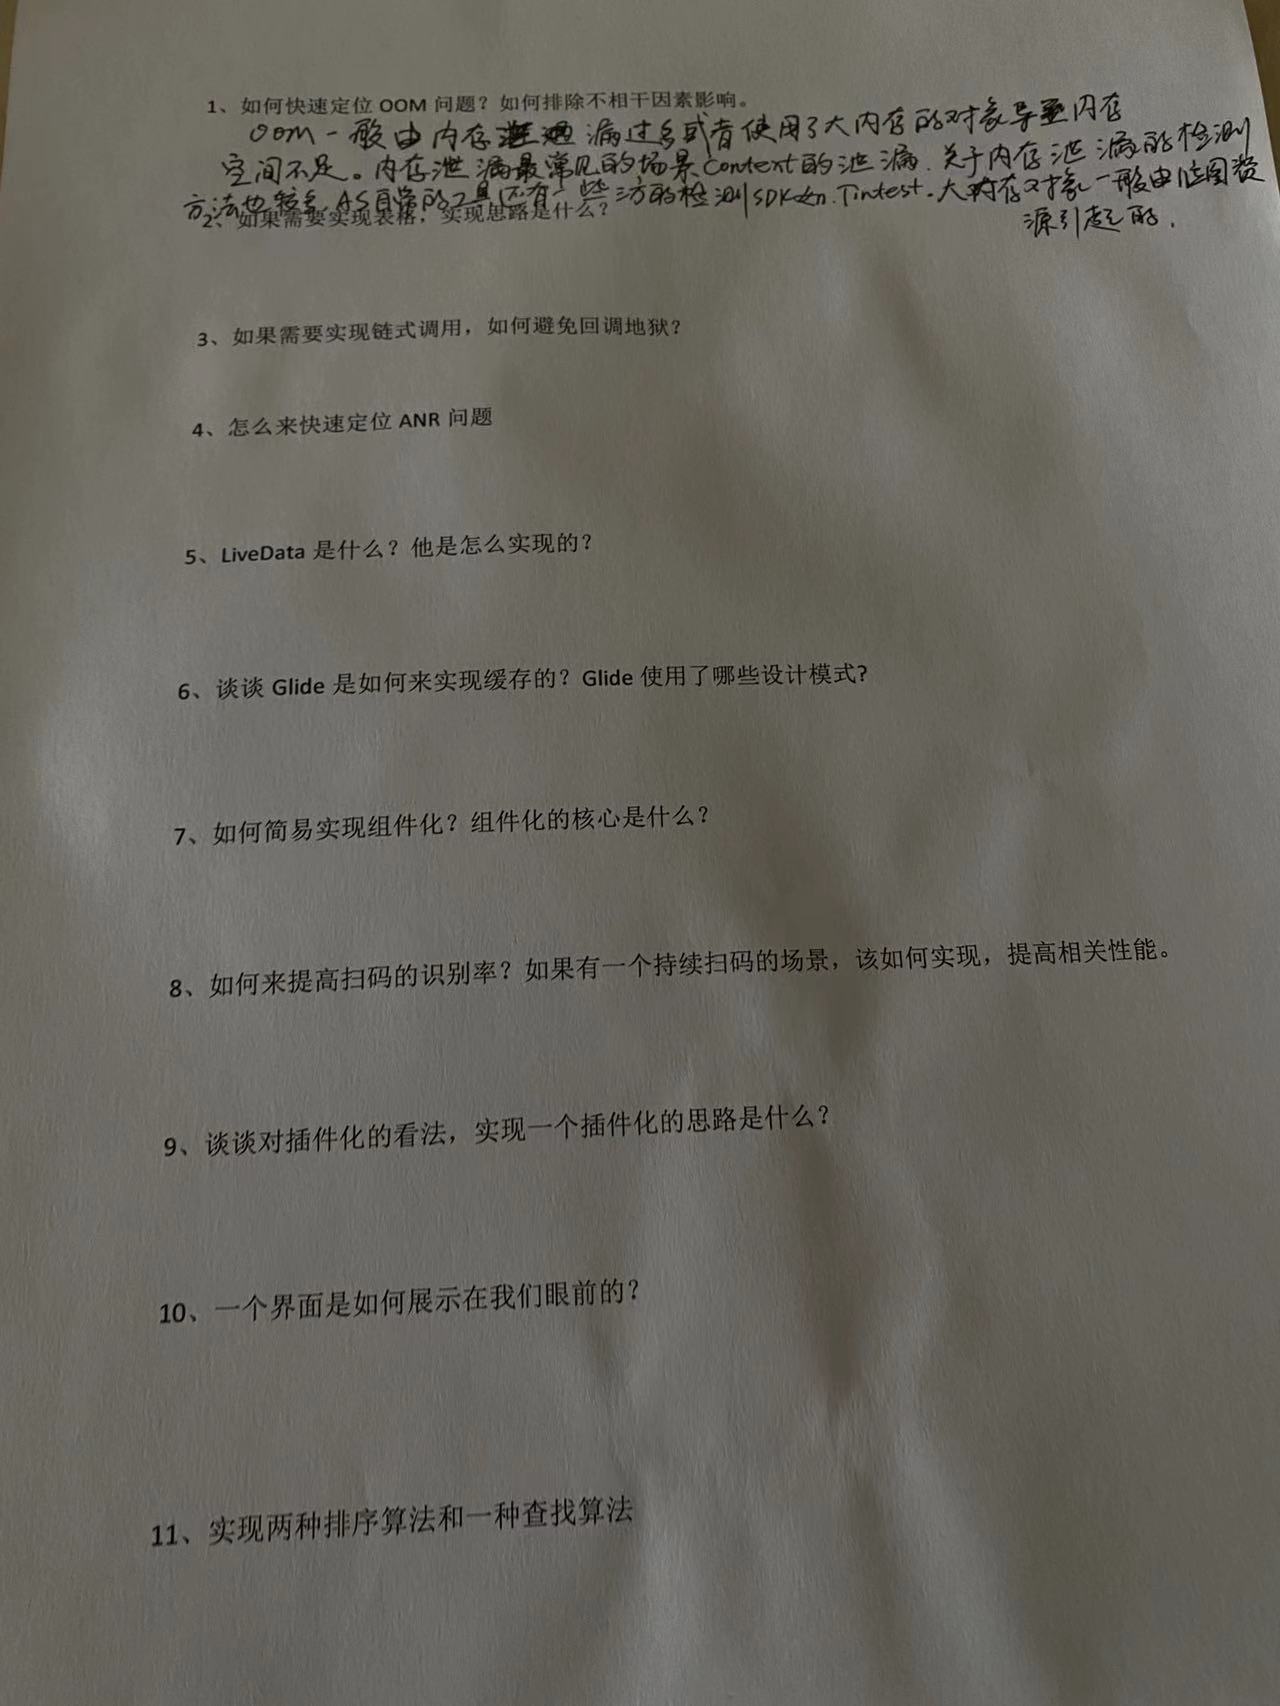 1、如何快速定位 OOM 问题？如何排除不相干因素影响。
OOM 一般由内存泄漏过多或者使用了大内存的对象导致内存
空间不足。内存泄漏最常见的场景Context的泄漏.关于内存泄漏的检测
方法也较多.AS自带的工具还有一些三方的检测SDK如.Tintest.大内存对象一般由位图资
源引起的.
2、如果需要实现表格，实现思路是什么？
3、如果需要实现链式调用，如何避免回调地狱？
4、怎么来快速定位 ANR 问题
5、LiveData 是什么？他是怎么实现的？
6、谈谈 Glide 是如何来实现缓存的？Glide 使用了哪些设计模式?
7、如何简易实现组件化？组件化的核心是什么？
8、如何来提高扫码的识别率？如果有一个持续扫码的场景，该如何实现，提高相关性能。
9、谈谈对插件化的看法，实现一个插件化的思路是什么？
10、一个界面是如何展示在我们眼前的？
11、实现两种排序算法和一种查找算法